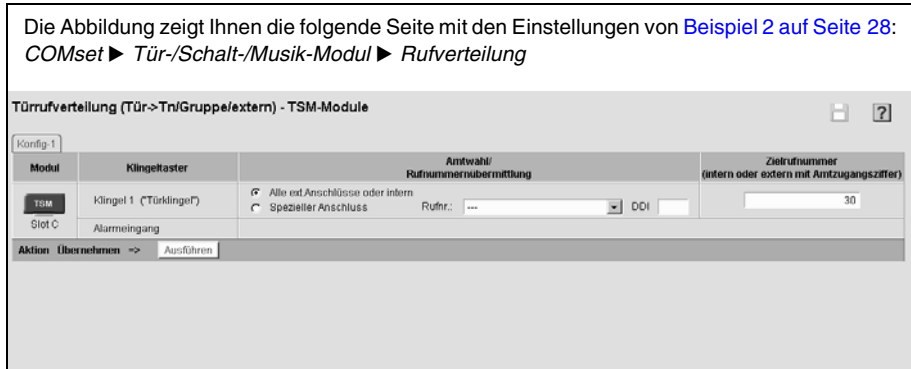 Die Abbildung zeigt Ihnen die folgende Seite mit den Einstellungen von Beispiel 2 auf Seite 28:
COMset ▶ Tür-/Schalt-/Musik-Modul ▶ Rufverteilung
Türrufverteilung (Tür->Tn/Gruppe/extern) - TSM-Module
?
Konfig-1
Modul Klingeltaster Amtwahl/ Rufnummernübermittlung Zielrufnummer (intern oder extern mit Amtzugangsziffer)
TSM
Slot C
Klingel 1 ("Türklingel")
Alle ext.Anschlüsse oder intern
Spezieller Anschluss Rufnr.: --- DDI
30
Alarmeingang
Aktion Übernehmen => Ausführen